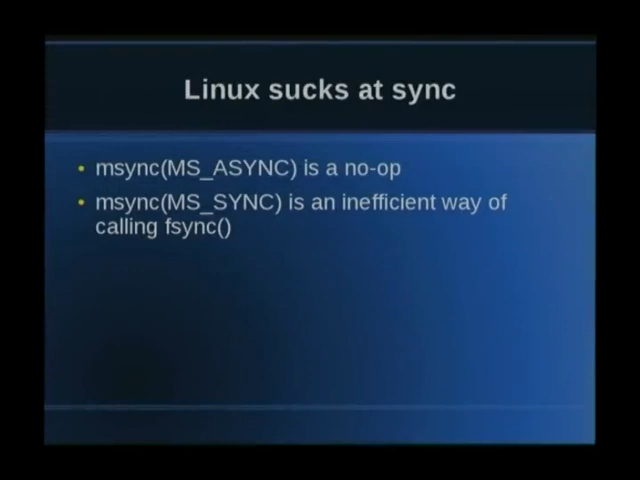 Linux sucks at sync
• msync(MS_ASYNC) is a no-op
• msync(MS_SYNC) is an inefficient way of
calling fsync()